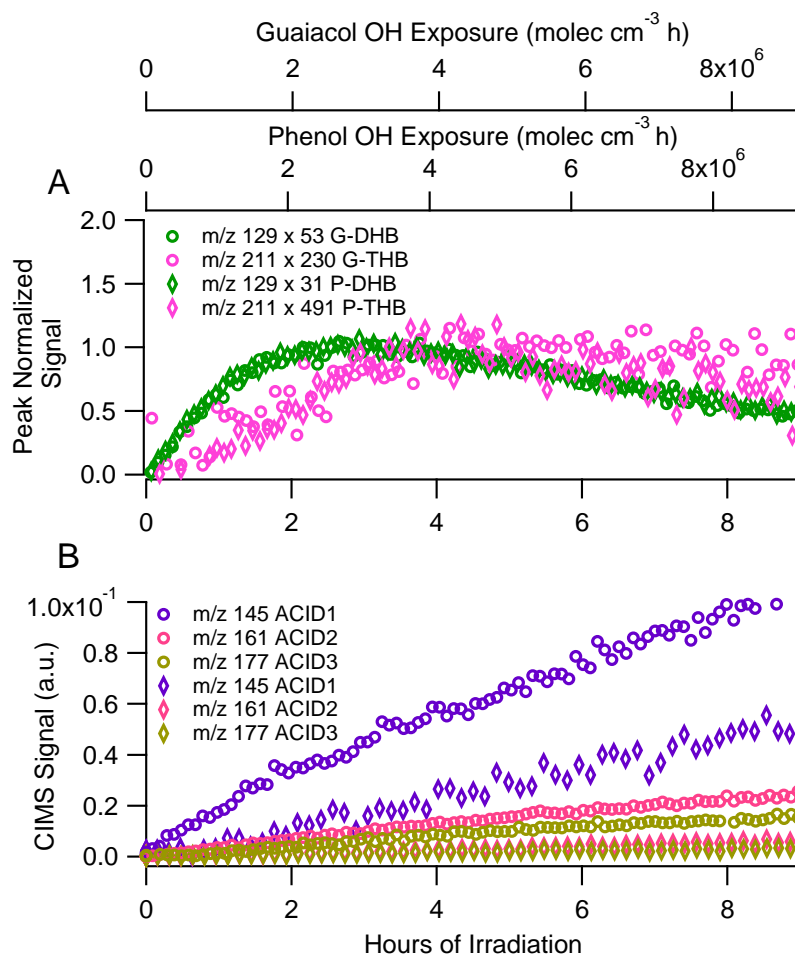 Guaiacol OH Exposure (molec cm⁻³ h)
0 2 4 6 8x10⁶
Phenol OH Exposure (molec cm⁻³ h)
0 2 4 6 8x10⁶
A
2.0
1.5
1.0
0.5
0.0
Peak Normalized
Signal
m/z 129 x 53 G-DHB
m/z 211 x 230 G-THB
m/z 129 x 31 P-DHB
m/z 211 x 491 P-THB
0 2 4 6 8
B
1.0x10⁻¹
0.8
0.6
0.4
0.2
0.0
CIMS Signal (a.u.)
m/z 145 ACID1
m/z 161 ACID2
m/z 177 ACID3
m/z 145 ACID1
m/z 161 ACID2
m/z 177 ACID3
0 2 4 6 8
Hours of Irradiation